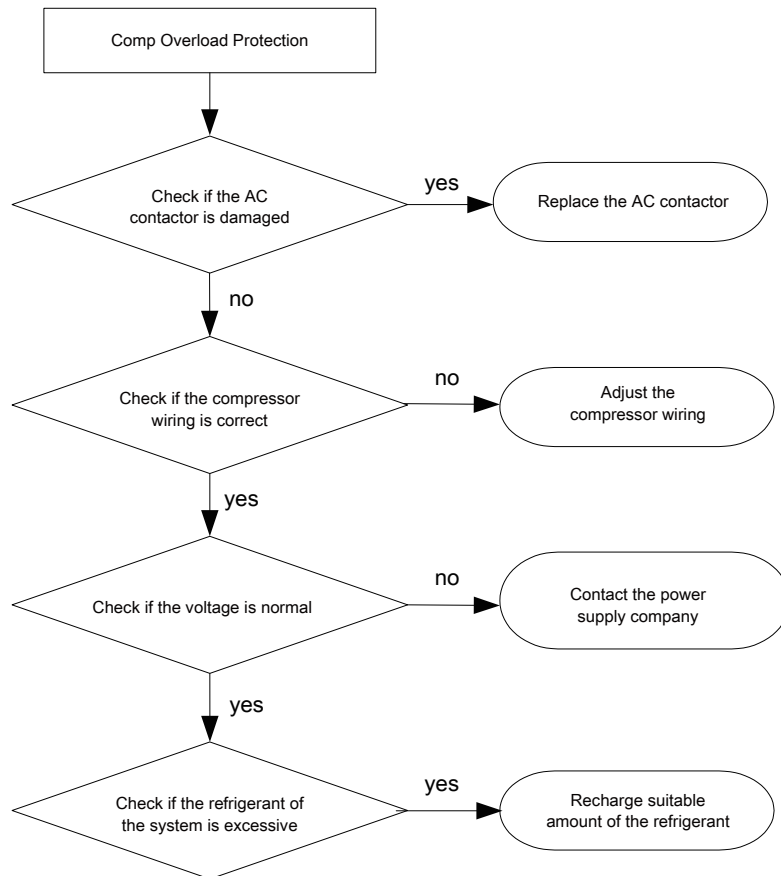 Comp Overload Protection
Check if the AC
contactor is damaged
yes
Replace the AC contactor
no
Check if the compressor
wiring is correct
no
Adjust the
compressor wiring
yes
Check if the voltage is normal
no
Contact the power
supply company
yes
Check if the refrigerant of
the system is excessive
yes
Recharge suitable
amount of the refrigerant